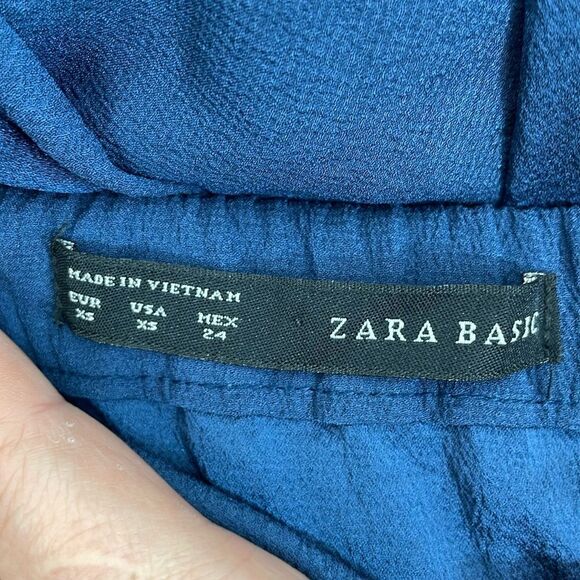 MADE IN VIETNAM
EUR USA MEX
XS XS 24
ZARA BASIC